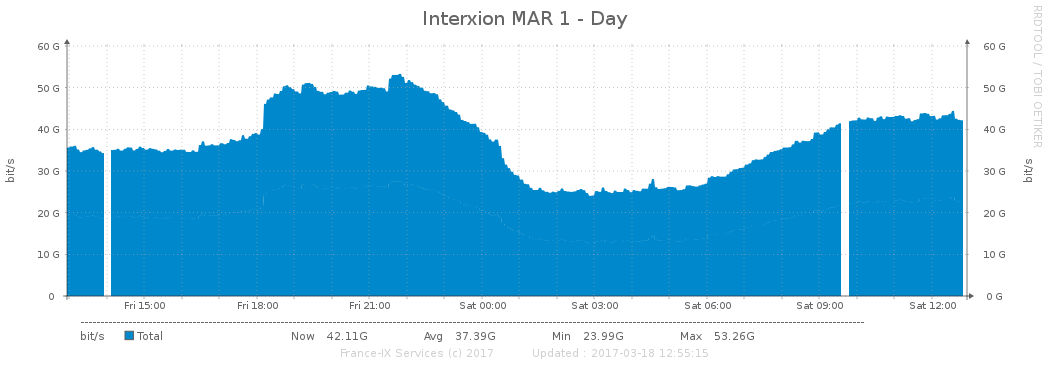 Interxion MAR 1 - Day
RRDTOOL / TOBI OETIKER
60 G 60 G
50 G 50 G
40 G 40 G
30 G 30 G
20 G 20 G
10 G 10 G
0 0 G
bit/s bit/s
Fri 15:00 Fri 18:00 Fri 21:00 Sat 00:00 Sat 03:00 Sat 06:00 Sat 09:00 Sat 12:00
bit/s Total Now 42.11G Avg 37.39G Min 23.99G Max 53.26G
France-IX Services (c) 2017 Updated : 2017-03-18 12:55:15